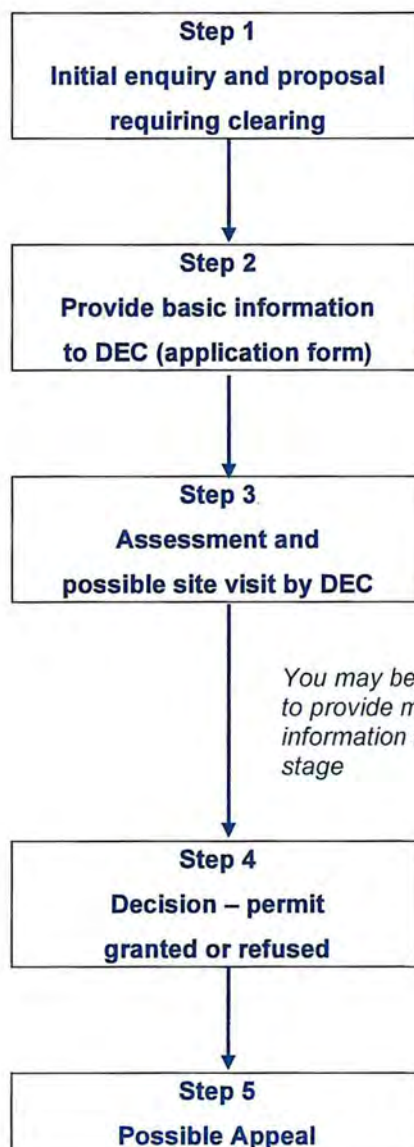 Step 1
Initial enquiry and proposal
requiring clearing
Step 2
Provide basic information
to DEC (application form)
Step 3
Assessment and
possible site visit by DEC
You may be
to provide m
information
stage
Step 4
Decision – permit
granted or refused
Step 5
Possible Appeal